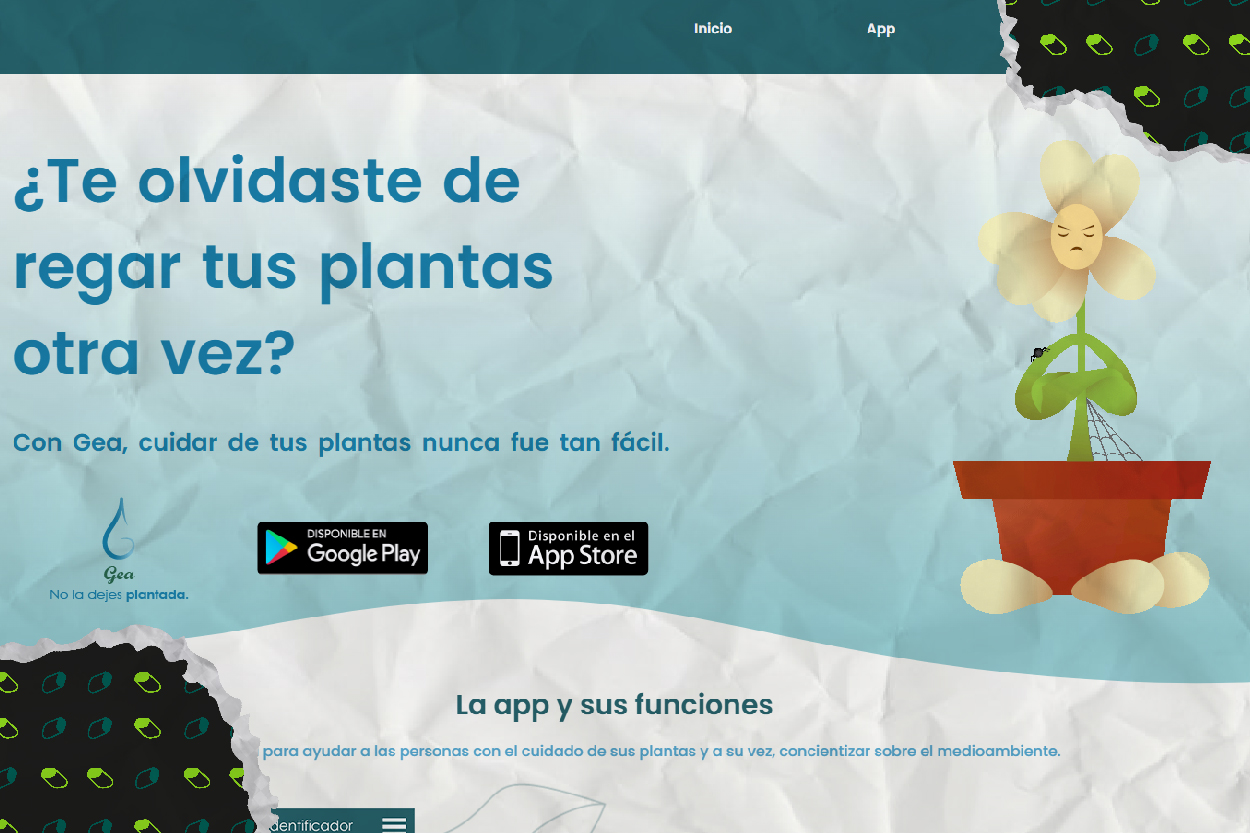 Inicio
App
¿Te olvidaste de
regar tus plantas
otra vez?
Con Gea, cuidar de tus plantas nunca fue tan fácil.
Gea
No la dejes plantada.
DISPONIBLE EN
Google Play
Disponible en el
App Store
La app y sus funciones
para ayudar a las personas con el cuidado de sus plantas y a su vez, concientizar sobre el medioambiente.
dentificador